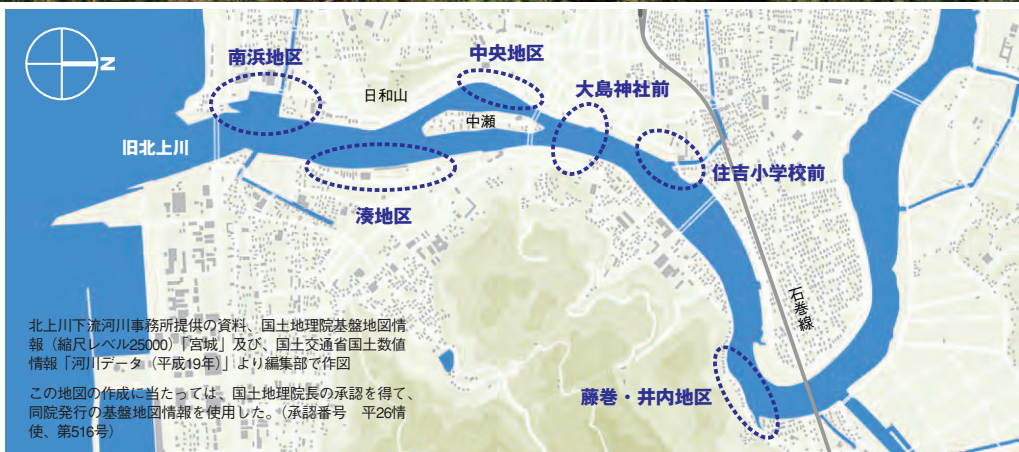 N
南浜地区
中央地区
日和山
大島神社前
中瀬
旧北上川
住吉小学校前
湊地区
石巻線
北上川下流河川事務所提供の資料、国土地理院基盤地図情
報（縮尺レベル25000）「宮城」及び、国土交通省国土数値
情報「河川データ（平成19年）」より編集部で作図
この地図の作成に当たっては、国土地理院長の承認を得て、
同院発行の基盤地図情報を使用した。（承認番号　平26情
使、第516号）
藤巻・井内地区